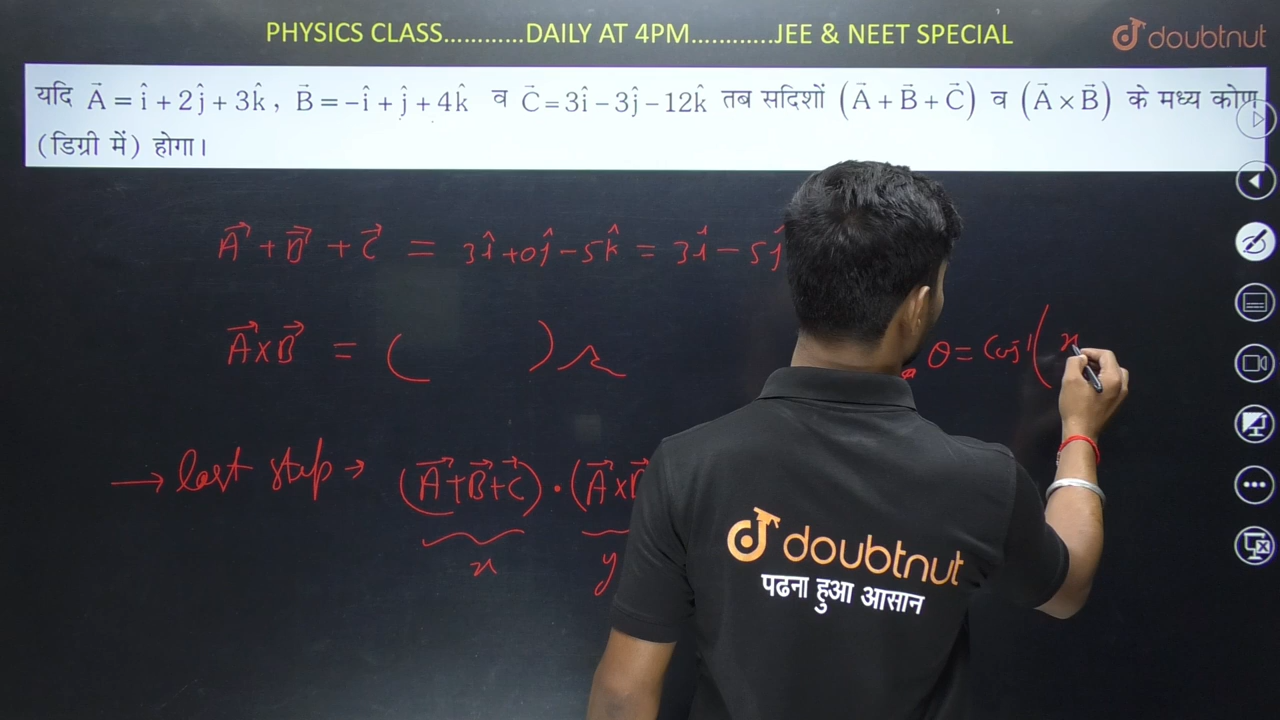 PHYSICS CLASS............DAILY AT 4PM............JEE & NEET SPECIAL
doubtnut
यदि A⃗ = î + 2ĵ + 3k̂, B⃗ = –î + ĵ + 4k̂ व C⃗ = 3î – 3ĵ – 12k̂ तब सदिशों (A⃗ + B⃗ + C⃗) व (A⃗ × B⃗) के मध्य कोण
(डिग्री में) होगा।
A⃗ + B⃗ + C⃗ = 3î + 0ĵ – 5k̂ = 3î – 5ĵ
A⃗ × B⃗ = ( )
θ = cos⁻¹( x
→ last step → (A⃗ + B⃗ + C⃗) · (A⃗ × B
x y
doubtnut
पढना हुआ आसान